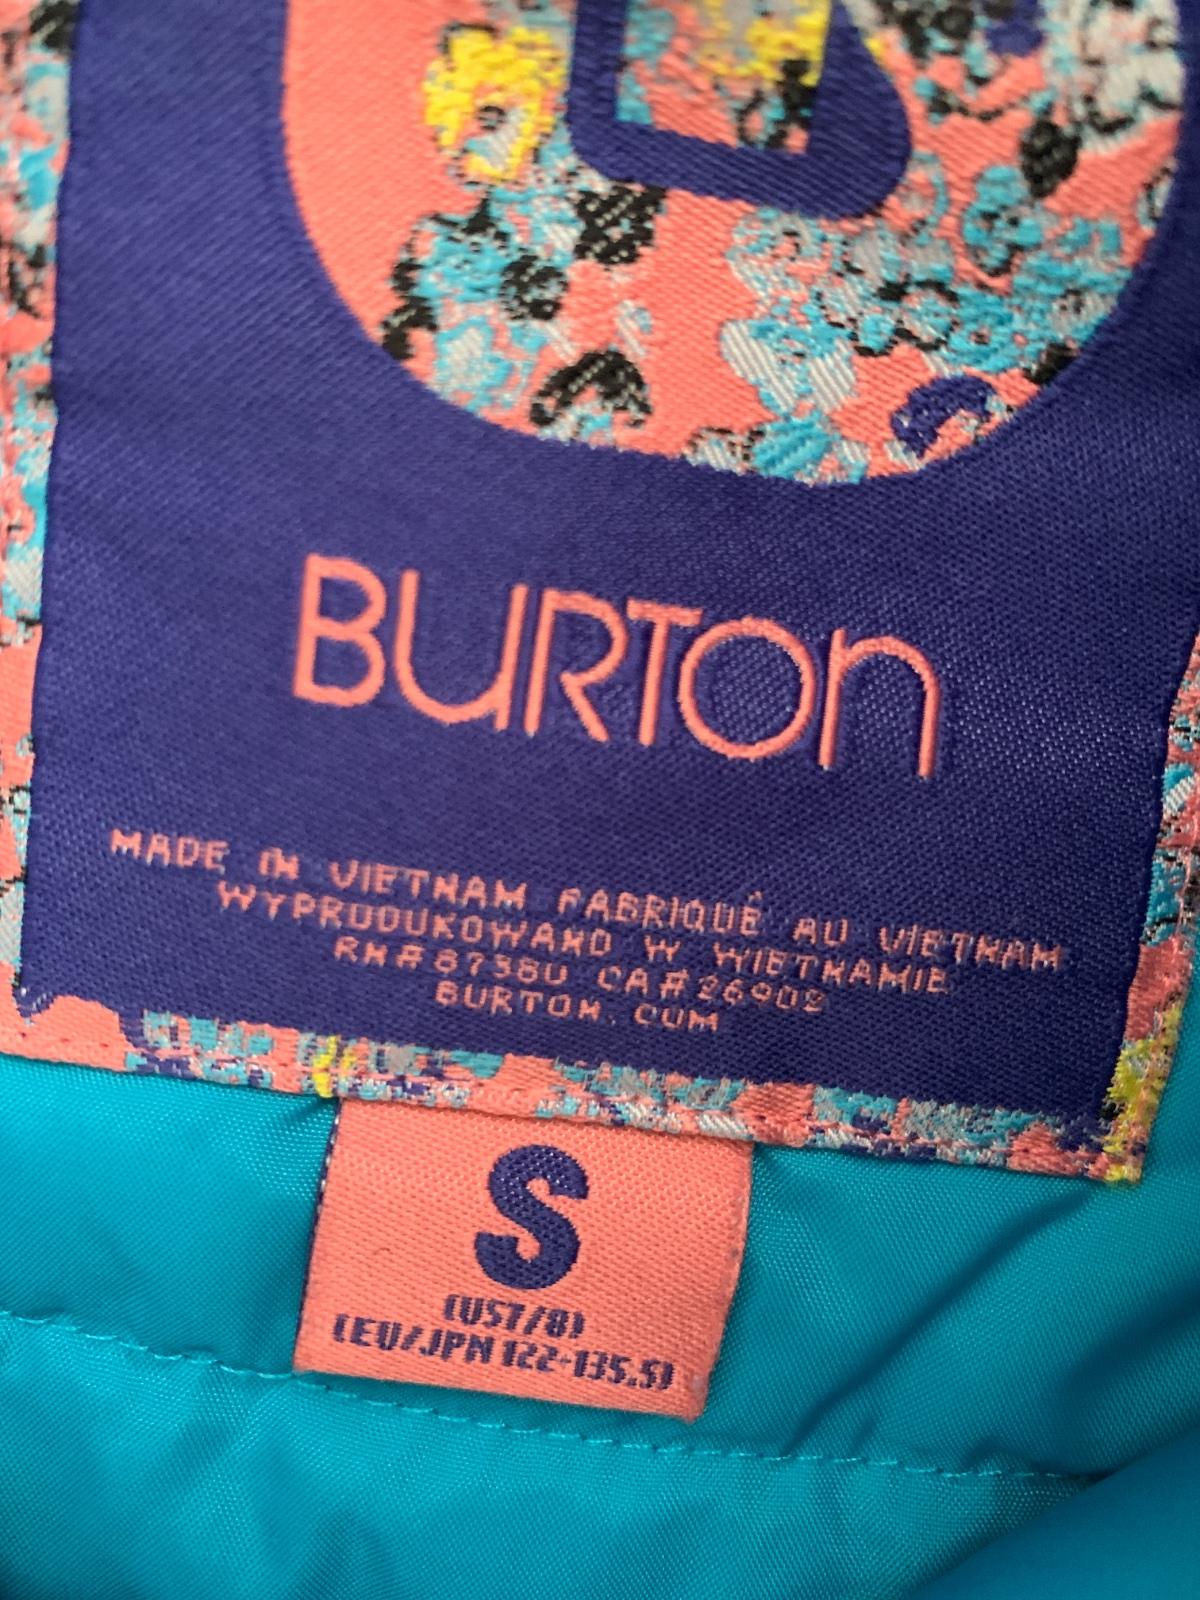 BURTON
MADE IN VIETNAM FABRIQUÉ AU VIETNAM
WYPRODUKOWANO W WIETNAMIE
RN#87380 CA#26902
BURTON.COM
S
(US7/8)
(EU/JPN 122-135.5)